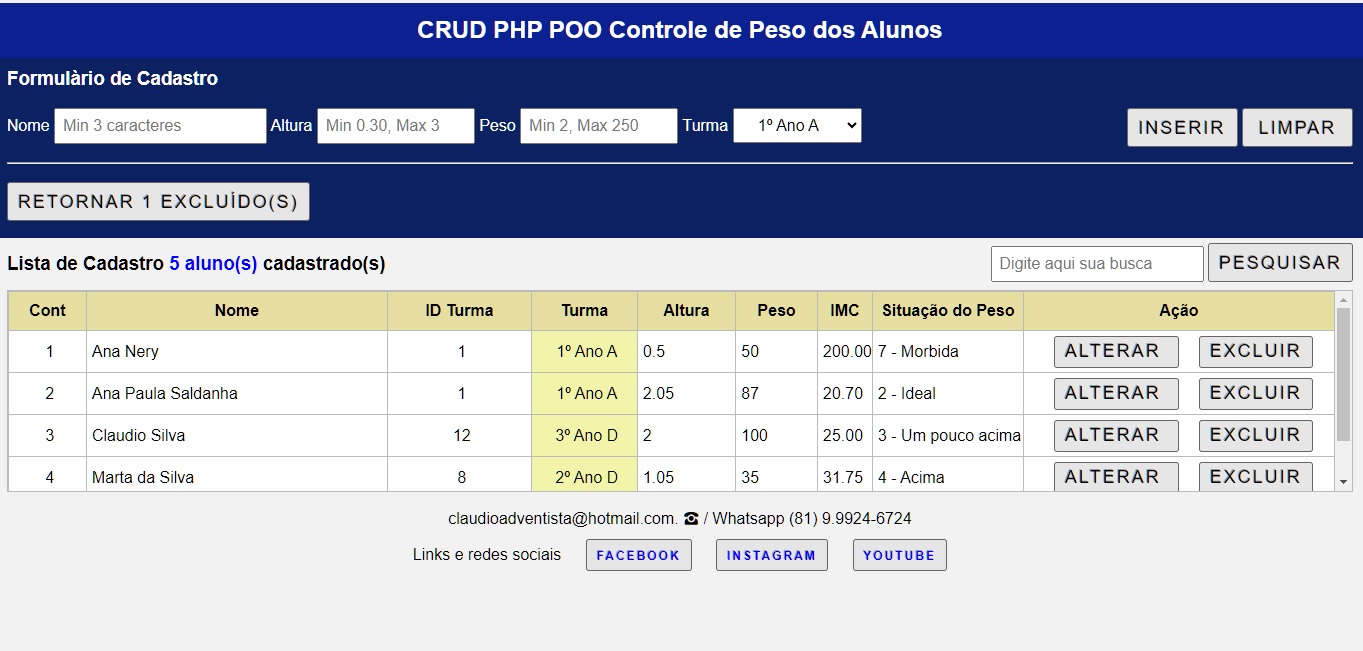 CRUD PHP POO Controle de Peso dos Alunos
Formulàrio de Cadastro
Nome Min 3 caracteres Altura Min 0.30, Max 3 Peso Min 2, Max 250 Turma 1º Ano A INSERIR LIMPAR
RETORNAR 1 EXCLUÍDO(S)
Lista de Cadastro 5 aluno(s) cadastrado(s) Digite aqui sua busca PESQUISAR
Cont Nome ID Turma Turma Altura Peso IMC Situação do Peso Ação
1 Ana Nery 1 1º Ano A 0.5 50 200.00 7 - Morbida ALTERAR EXCLUIR
2 Ana Paula Saldanha 1 1º Ano A 2.05 87 20.70 2 - Ideal ALTERAR EXCLUIR
3 Claudio Silva 12 3º Ano D 2 100 25.00 3 - Um pouco acima ALTERAR EXCLUIR
4 Marta da Silva 8 2º Ano D 1.05 35 31.75 4 - Acima ALTERAR EXCLUIR
claudioadventista@hotmail.com. ☎ / Whatsapp (81) 9.9924-6724
Links e redes sociais FACEBOOK INSTAGRAM YOUTUBE